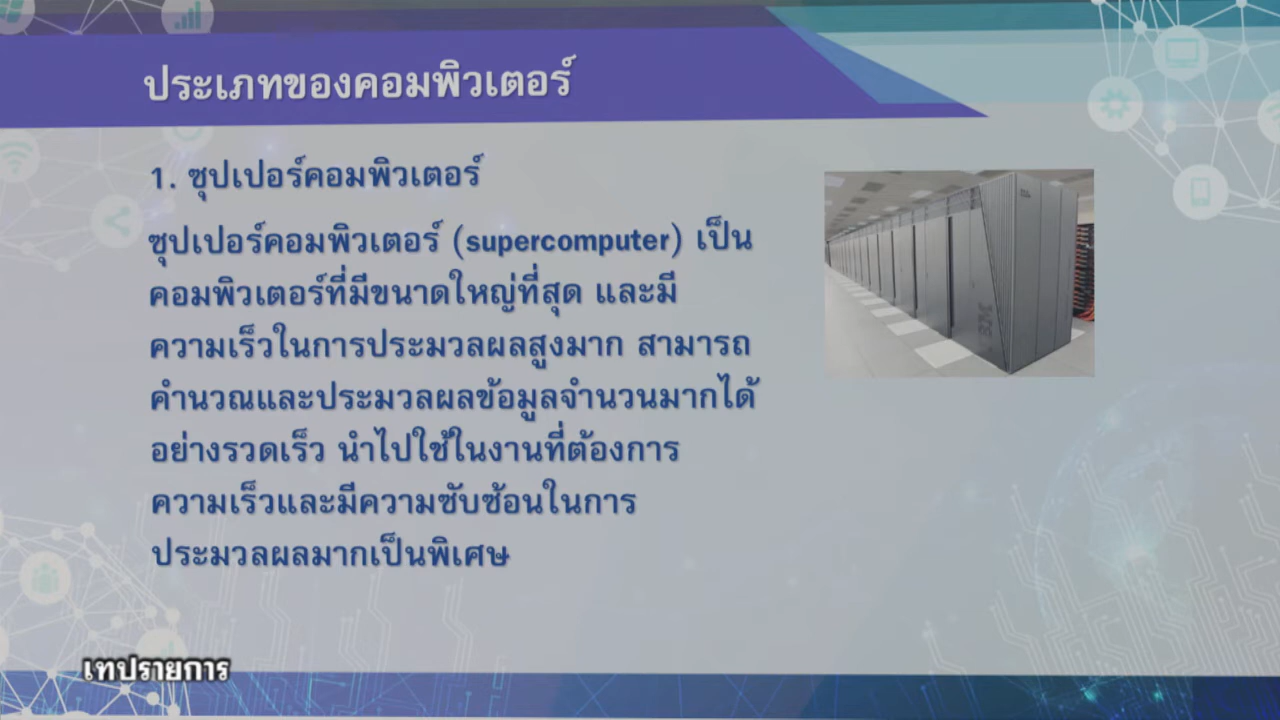 ประเภทของคอมพิวเตอร์
1. ซุปเปอร์คอมพิวเตอร์
ซุปเปอร์คอมพิวเตอร์ (supercomputer) เป็น
คอมพิวเตอร์ที่มีขนาดใหญ่ที่สุด และมี
ความเร็วในการประมวลผลสูงมาก สามารถ
คำนวณและประมวลผลข้อมูลจำนวนมากได้
อย่างรวดเร็ว นำไปใช้ในงานที่ต้องการ
ความเร็วและมีความซับซ้อนในการ
ประมวลผลมากเป็นพิเศษ
IBM
เทปรายการ